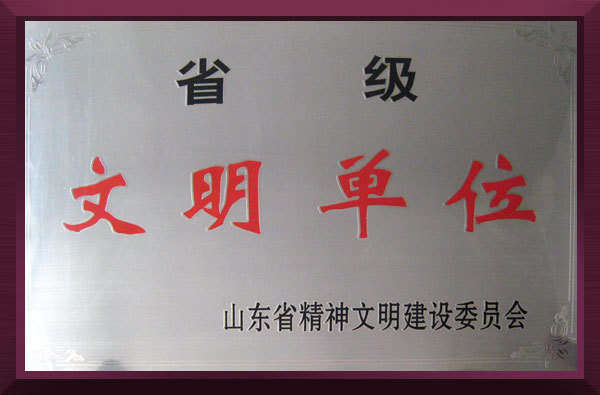 省级
文明单位
山东省精神文明建设委员会